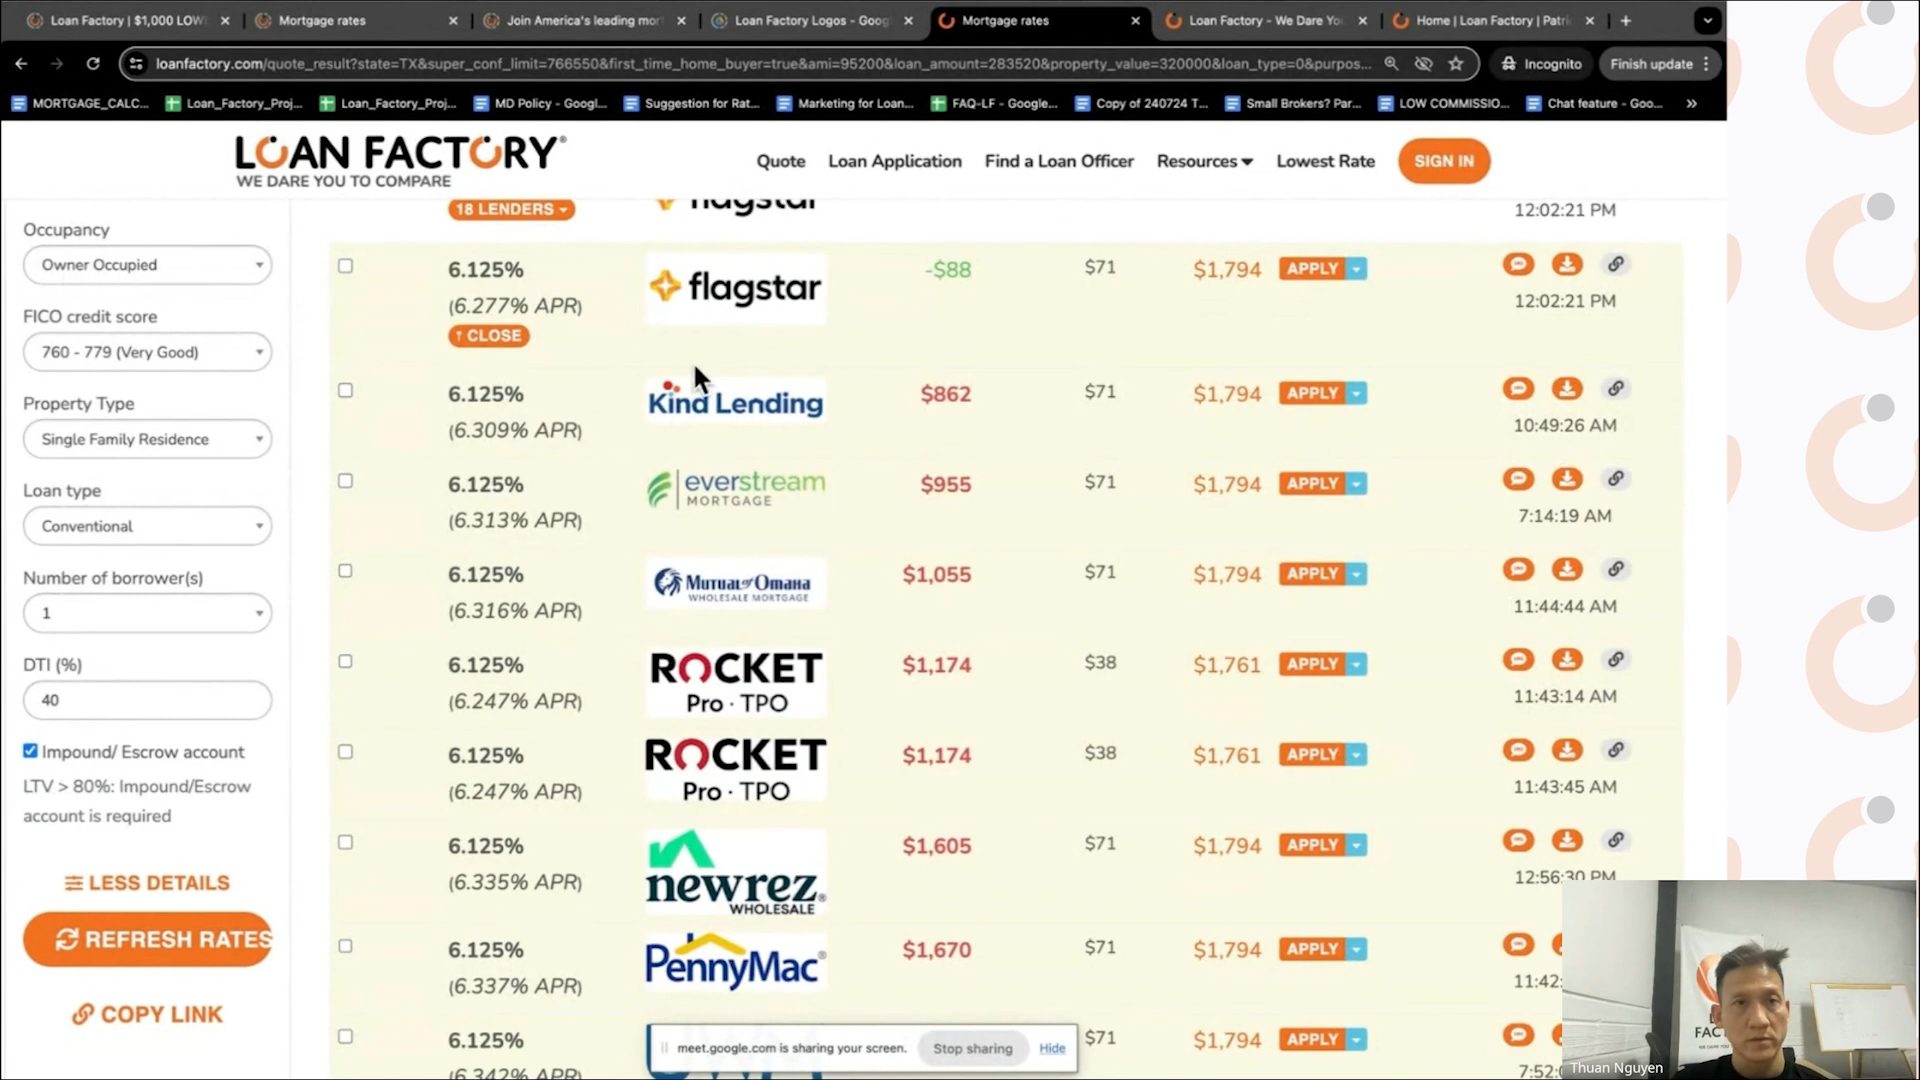 Loan Factory | $1,000 LOW
Mortgage rates
Join America's leading mor
Loan Factory Logos - Goog
Mortgage rates
Loan Factory - We Dare Yo
Home | Loan Factory | Patri
loanfactory.com/quote_result?state=TX&super_conf_limit=766550&first_time_home_buyer=true&ami=95200&loan_amount=283520&property_value=320000&loan_type=0&purpos...
Incognito
Finish update
MORTGAGE_CALC...
Loan_Factory_Proj...
Loan_Factory_Proj...
MD Policy - Googl...
Suggestion for Rat...
Marketing for Loan...
FAQ-LF - Google...
Copy of 240724 T...
Small Brokers? Par...
LOW COMMISSIO...
Chat feature - Goo...
LOAN FACTORY®
WE DARE YOU TO COMPARE
Quote
Loan Application
Find a Loan Officer
Resources
Lowest Rate
SIGN IN
Occupancy
Owner Occupied
FICO credit score
760 - 779 (Very Good)
Property Type
Single Family Residence
Loan type
Conventional
Number of borrower(s)
1
DTI (%)
40
Impound/ Escrow account
LTV > 80%: Impound/Escrow
account is required
LESS DETAILS
REFRESH RATES
COPY LINK
18 LENDERS
flagstar
12:02:21 PM
6.125% flagstar -$88 $71 $1,794 APPLY
(6.277% APR) 12:02:21 PM
↑ CLOSE
6.125% Kind Lending $862 $71 $1,794 APPLY
(6.309% APR) 10:49:26 AM
6.125% everstream $955 $71 $1,794 APPLY
MORTGAGE
(6.313% APR) 7:14:19 AM
6.125% Mutual of Omaha $1,055 $71 $1,794 APPLY
WHOLESALE MORTGAGE
(6.316% APR) 11:44:44 AM
6.125% ROCKET $1,174 $38 $1,761 APPLY
(6.247% APR) Pro · TPO 11:43:14 AM
6.125% ROCKET $1,174 $38 $1,761 APPLY
(6.247% APR) Pro · TPO 11:43:45 AM
6.125% newrez $1,605 $71 $1,794 APPLY
(6.335% APR) WHOLESALE 12:56:30 PM
6.125% PennyMac® $1,670 $71 $1,794 APPLY
(6.337% APR) 11:42:
6.125% $71 $1,794 APPLY
(6.342% APR) 7:52:
meet.google.com is sharing your screen.
Stop sharing
Hide
Thuan Nguyen